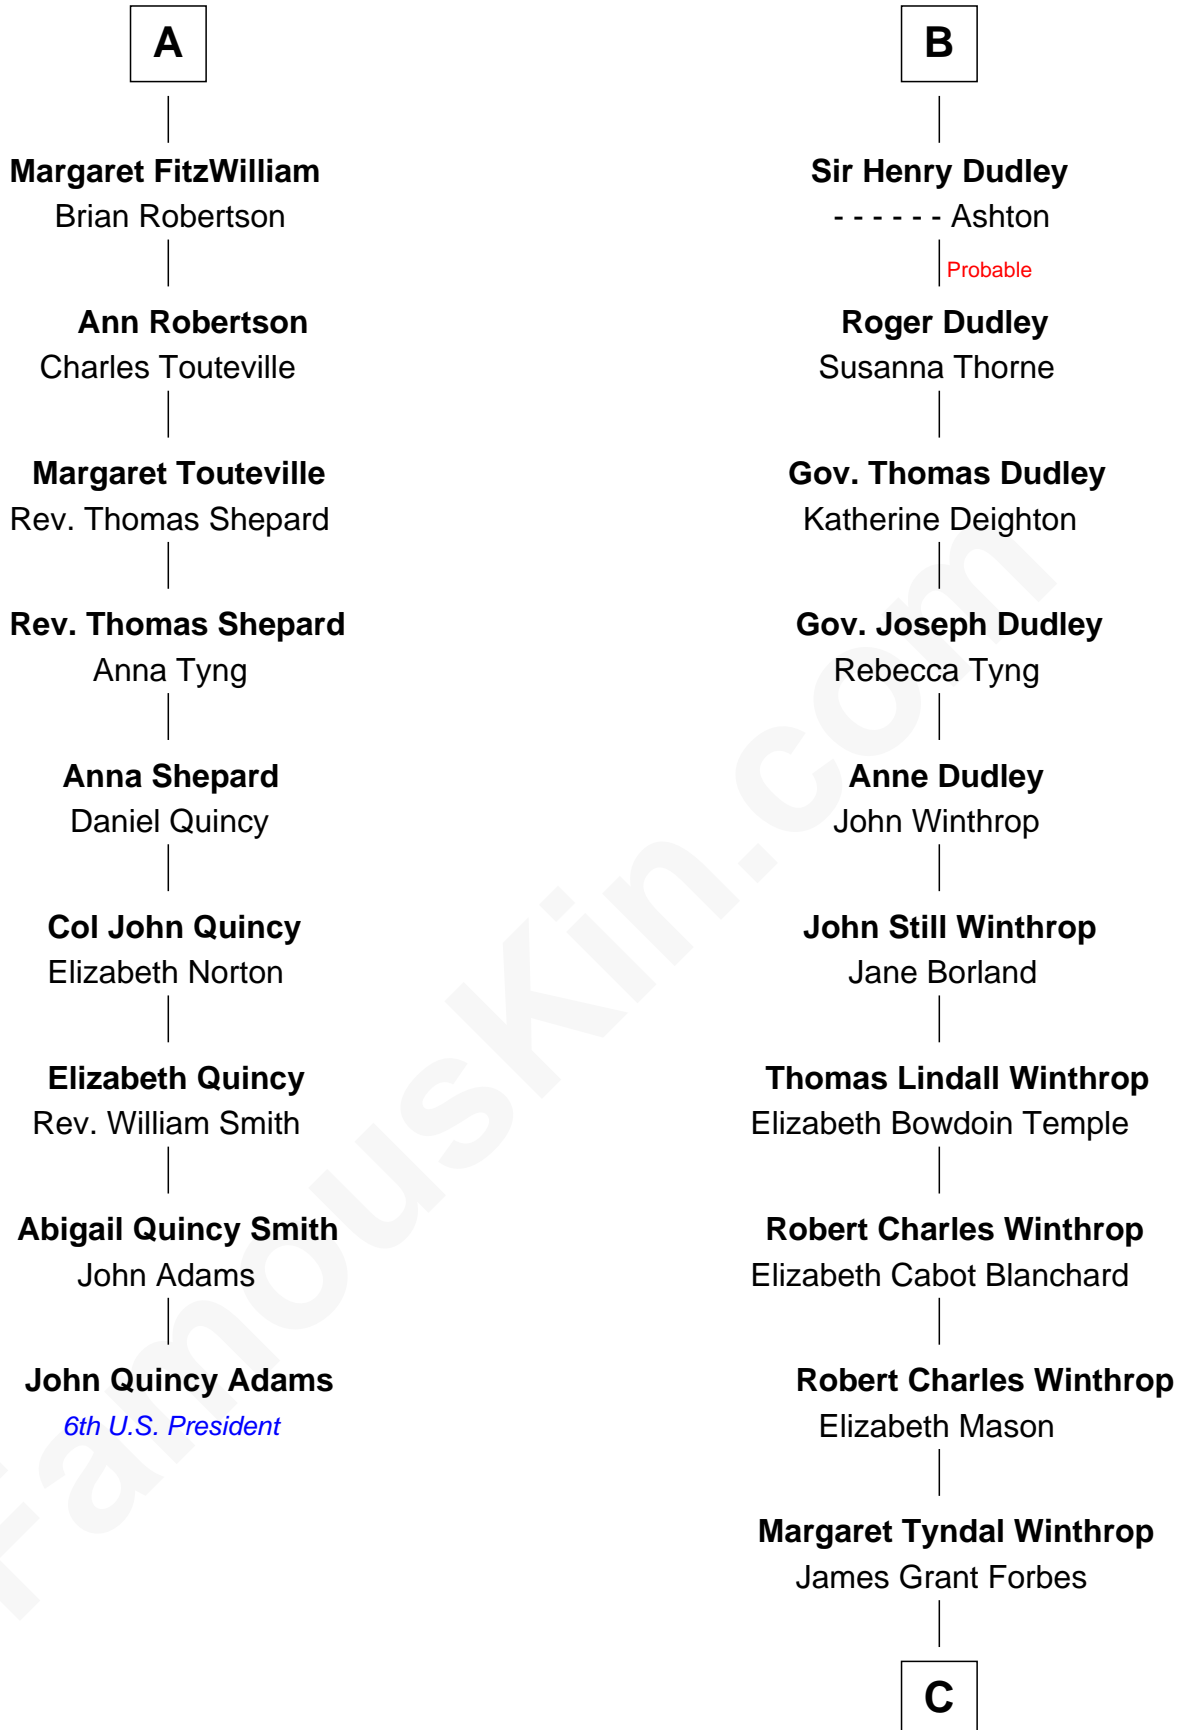 A
Margaret FitzWilliam
Brian Robertson
Ann Robertson
Charles Touteville
Margaret Touteville
Rev. Thomas Shepard
Rev. Thomas Shepard
Anna Tyng
Anna Shepard
Daniel Quincy
Col John Quincy
Elizabeth Norton
Elizabeth Quincy
Rev. William Smith
Abigail Quincy Smith
John Adams
John Quincy Adams
6th U.S. President
B
Sir Henry Dudley
- - - - - - Ashton
Probable
Roger Dudley
Susanna Thorne
Gov. Thomas Dudley
Katherine Deighton
Gov. Joseph Dudley
Rebecca Tyng
Anne Dudley
John Winthrop
John Still Winthrop
Jane Borland
Thomas Lindall Winthrop
Elizabeth Bowdoin Temple
Robert Charles Winthrop
Elizabeth Cabot Blanchard
Robert Charles Winthrop
Elizabeth Mason
Margaret Tyndal Winthrop
James Grant Forbes
C
FamousKin.com